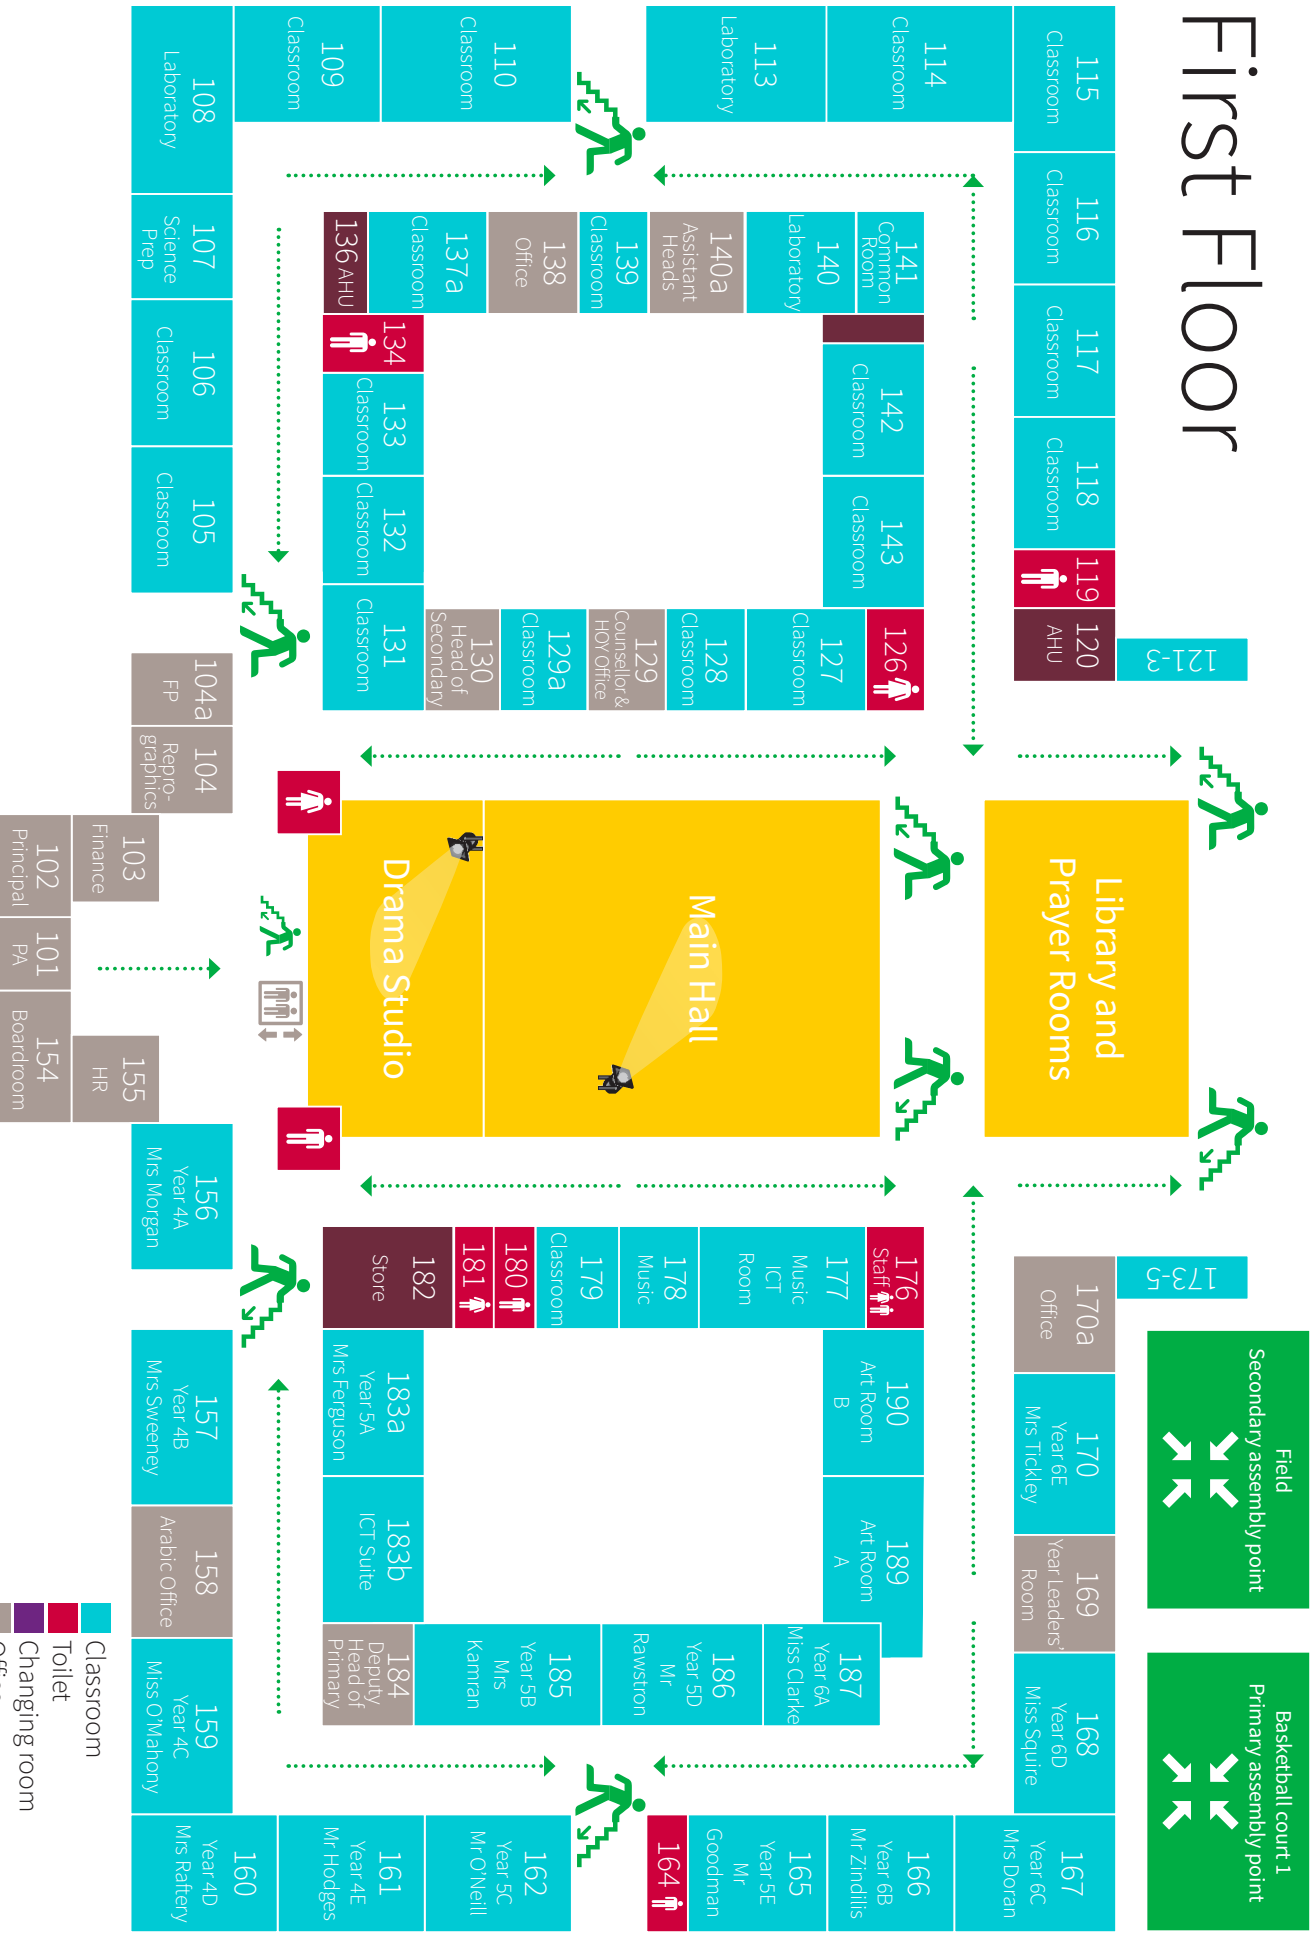 First Floor
115
Classroom
116
Classroom
117
Classroom
118
Classroom
119
120
AHU
121-3
114
Classroom
113
Laboratory
110
Classroom
109
Classroom
108
Laboratory
107
Science
Prep
106
Classroom
105
Classroom
104a
FP
104
Repro-
graphics
103
Finance
102
Principal
101
PA
154
Boardroom
155
HR
141
Common
Room
140
Laboratory
140a
Assistant
Heads
139
Classroom
138
Office
137a
Classroom
136 AHU
134
133
Classroom
132
Classroom
131
Classroom
142
Classroom
143
Classroom
126
127
Classroom
128
Classroom
129
Counsellor &
HOY Office
129a
Classroom
130
Head of
Secondary
Library and
Prayer Rooms
Main Hall
Drama Studio
156
Year 4A
Mrs Morgan
157
Year 4B
Mrs Sweeney
158
Arabic Office
159
Year 4C
Miss O'Mahony
160
Year 4D
Mrs Raftery
161
Year 4E
Mr Hodges
162
Year 5C
Mr O'Neill
164
165
Year 5E
Mr
Goodman
166
Year 6B
Mr Zindilis
167
Year 6C
Mrs Doran
168
Year 6D
Miss Squire
169
Year Leaders'
Room
170
Year 6E
Mrs Tickley
170a
Office
173-5
176
Staff
177
Music
ICT
Room
178
Music
179
Classroom
180
181
182
Store
183a
Year 5A
Mrs Ferguson
183b
ICT Suite
184
Deputy
Head of
Primary
185
Year 5B
Mrs
Kamran
186
Year 5D
Mr
Rawstron
187
Year 6A
Miss Clarke
189
Art Room
A
190
Art Room
B
Field
Secondary assembly point
Basketball court 1
Primary assembly point
Classroom
Toilet
Changing room